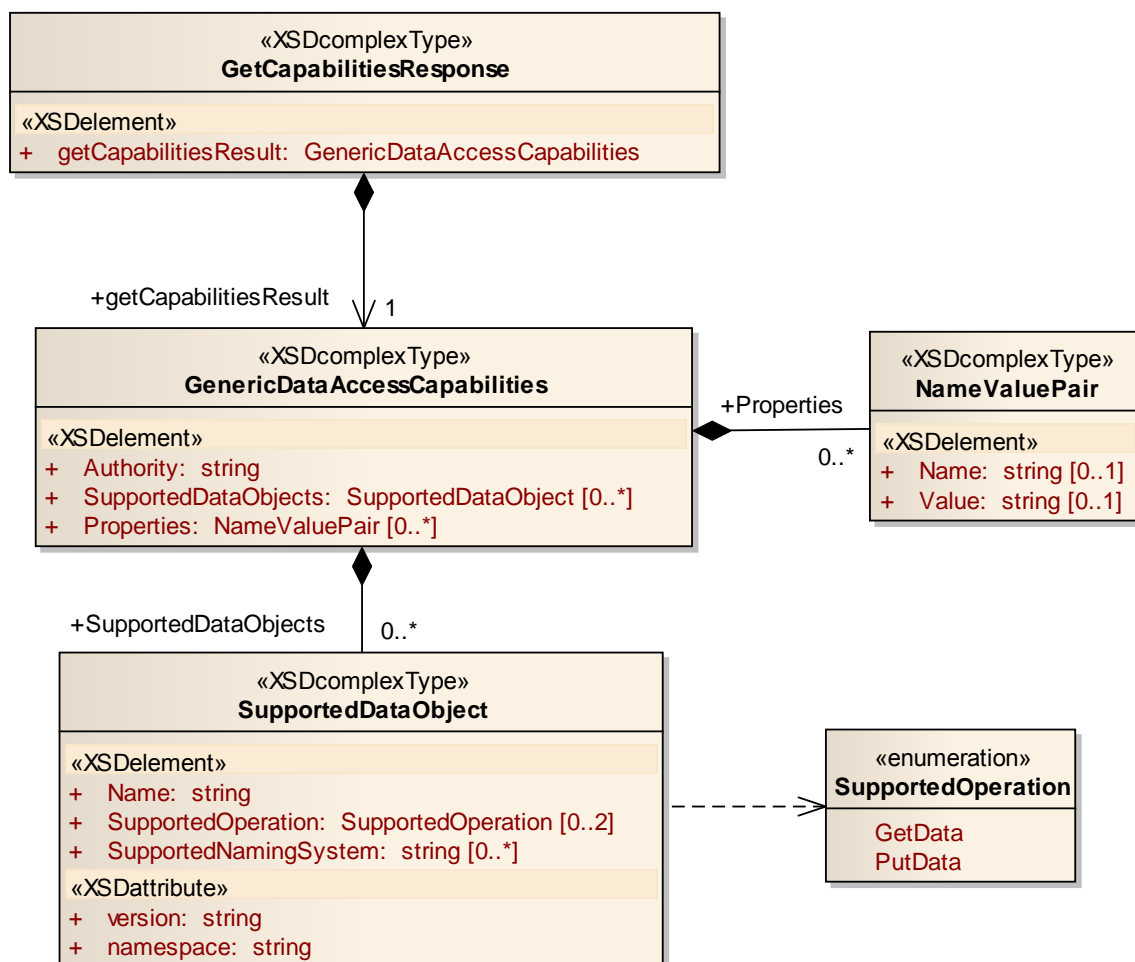 «XSDcomplexType»
GetCapabilitiesResponse
«XSDelement»
+ getCapabilitiesResult: GenericDataAccessCapabilities
+getCapabilitiesResult
1
«XSDcomplexType»
GenericDataAccessCapabilities
«XSDelement»
+ Authority: string
+ SupportedDataObjects: SupportedDataObject [0..*]
+ Properties: NameValuePair [0..*]
+Properties
0..*
«XSDcomplexType»
NameValuePair
«XSDelement»
+ Name: string [0..1]
+ Value: string [0..1]
+SupportedDataObjects
0..*
«XSDcomplexType»
SupportedDataObject
«XSDelement»
+ Name: string
+ SupportedOperation: SupportedOperation [0..2]
+ SupportedNamingSystem: string [0..*]
«XSDattribute»
+ version: string
+ namespace: string
«enumeration»
SupportedOperation
GetData
PutData